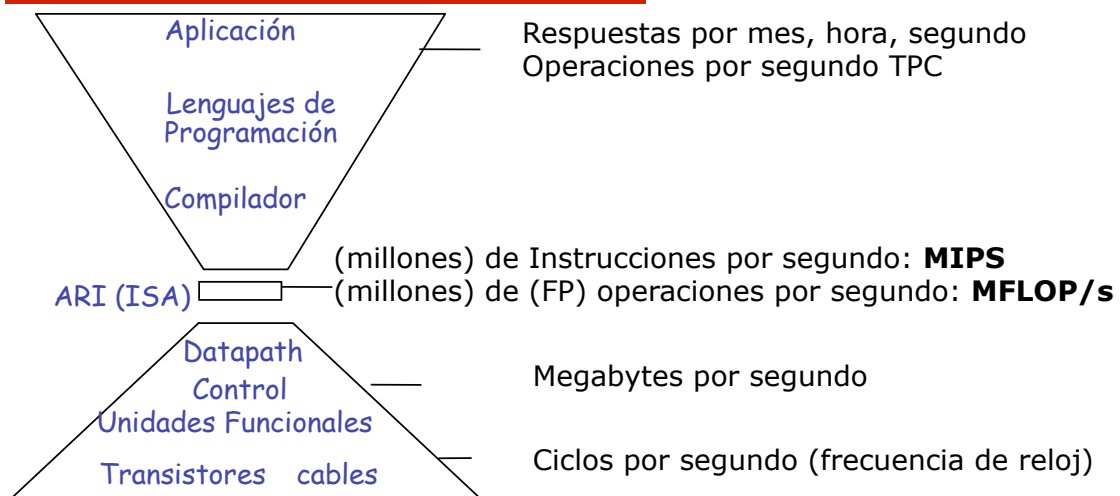 Aplicación
Respuestas por mes, hora, segundo
Operaciones por segundo TPC
Lenguajes de
Programación
Compilador
(millones) de Instrucciones por segundo: MIPS
ARI (ISA)
(millones) de (FP) operaciones por segundo: MFLOP/s
Datapath
Control
Megabytes por segundo
Unidades Funcionales
Transistores cables
Ciclos por segundo (frecuencia de reloj)